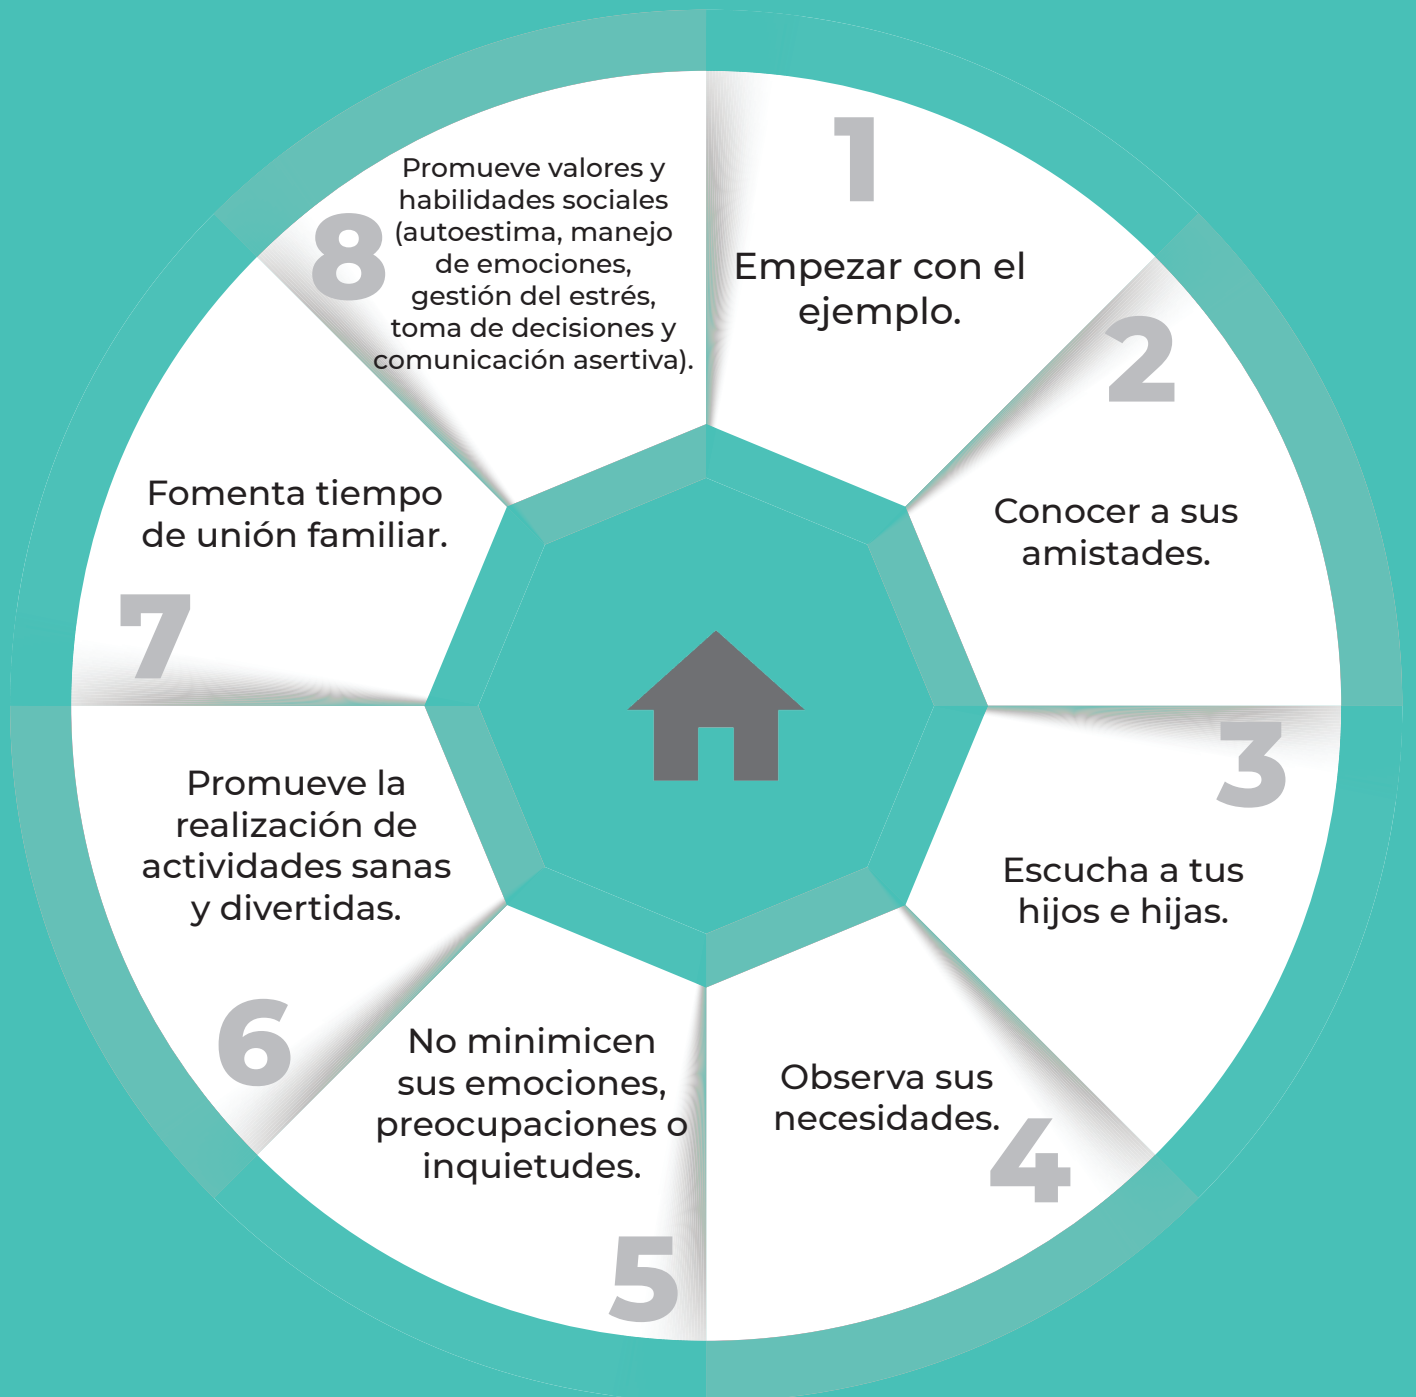 1
Empezar con el
ejemplo.
2
Conocer a sus
amistades.
3
Escucha a tus
hijos e hijas.
4
Observa sus
necesidades.
5
No minimicen
sus emociones,
preocupaciones o
inquietudes.
6
Promueve la
realización de
actividades sanas
y divertidas.
7
Fomenta tiempo
de unión familiar.
8
Promueve valores y
habilidades sociales
(autoestima, manejo
de emociones,
gestión del estrés,
toma de decisiones y
comunicación asertiva).